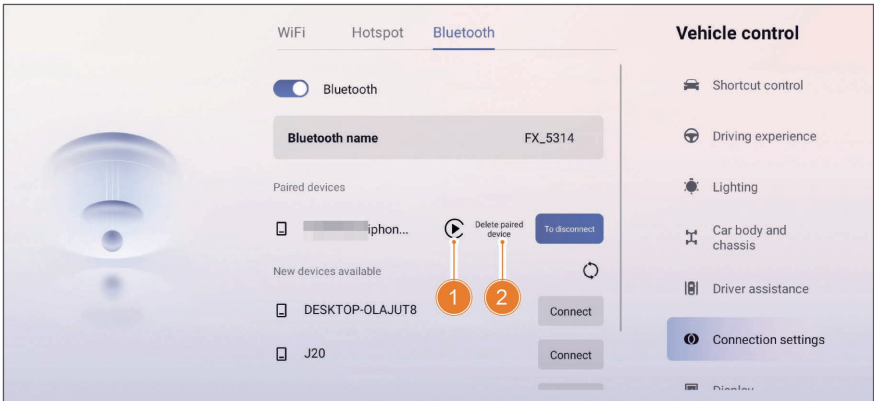 WiFi Hotspot Bluetooth
Bluetooth
Bluetooth name FX_5314
Paired devices
iphon... Delete paired
device To disconnect
New devices available
1 2
DESKTOP-OLAJUT8 Connect
J20 Connect
Vehicle control
Shortcut control
Driving experience
Lighting
Car body and
chassis
Driver assistance
Connection settings
Display